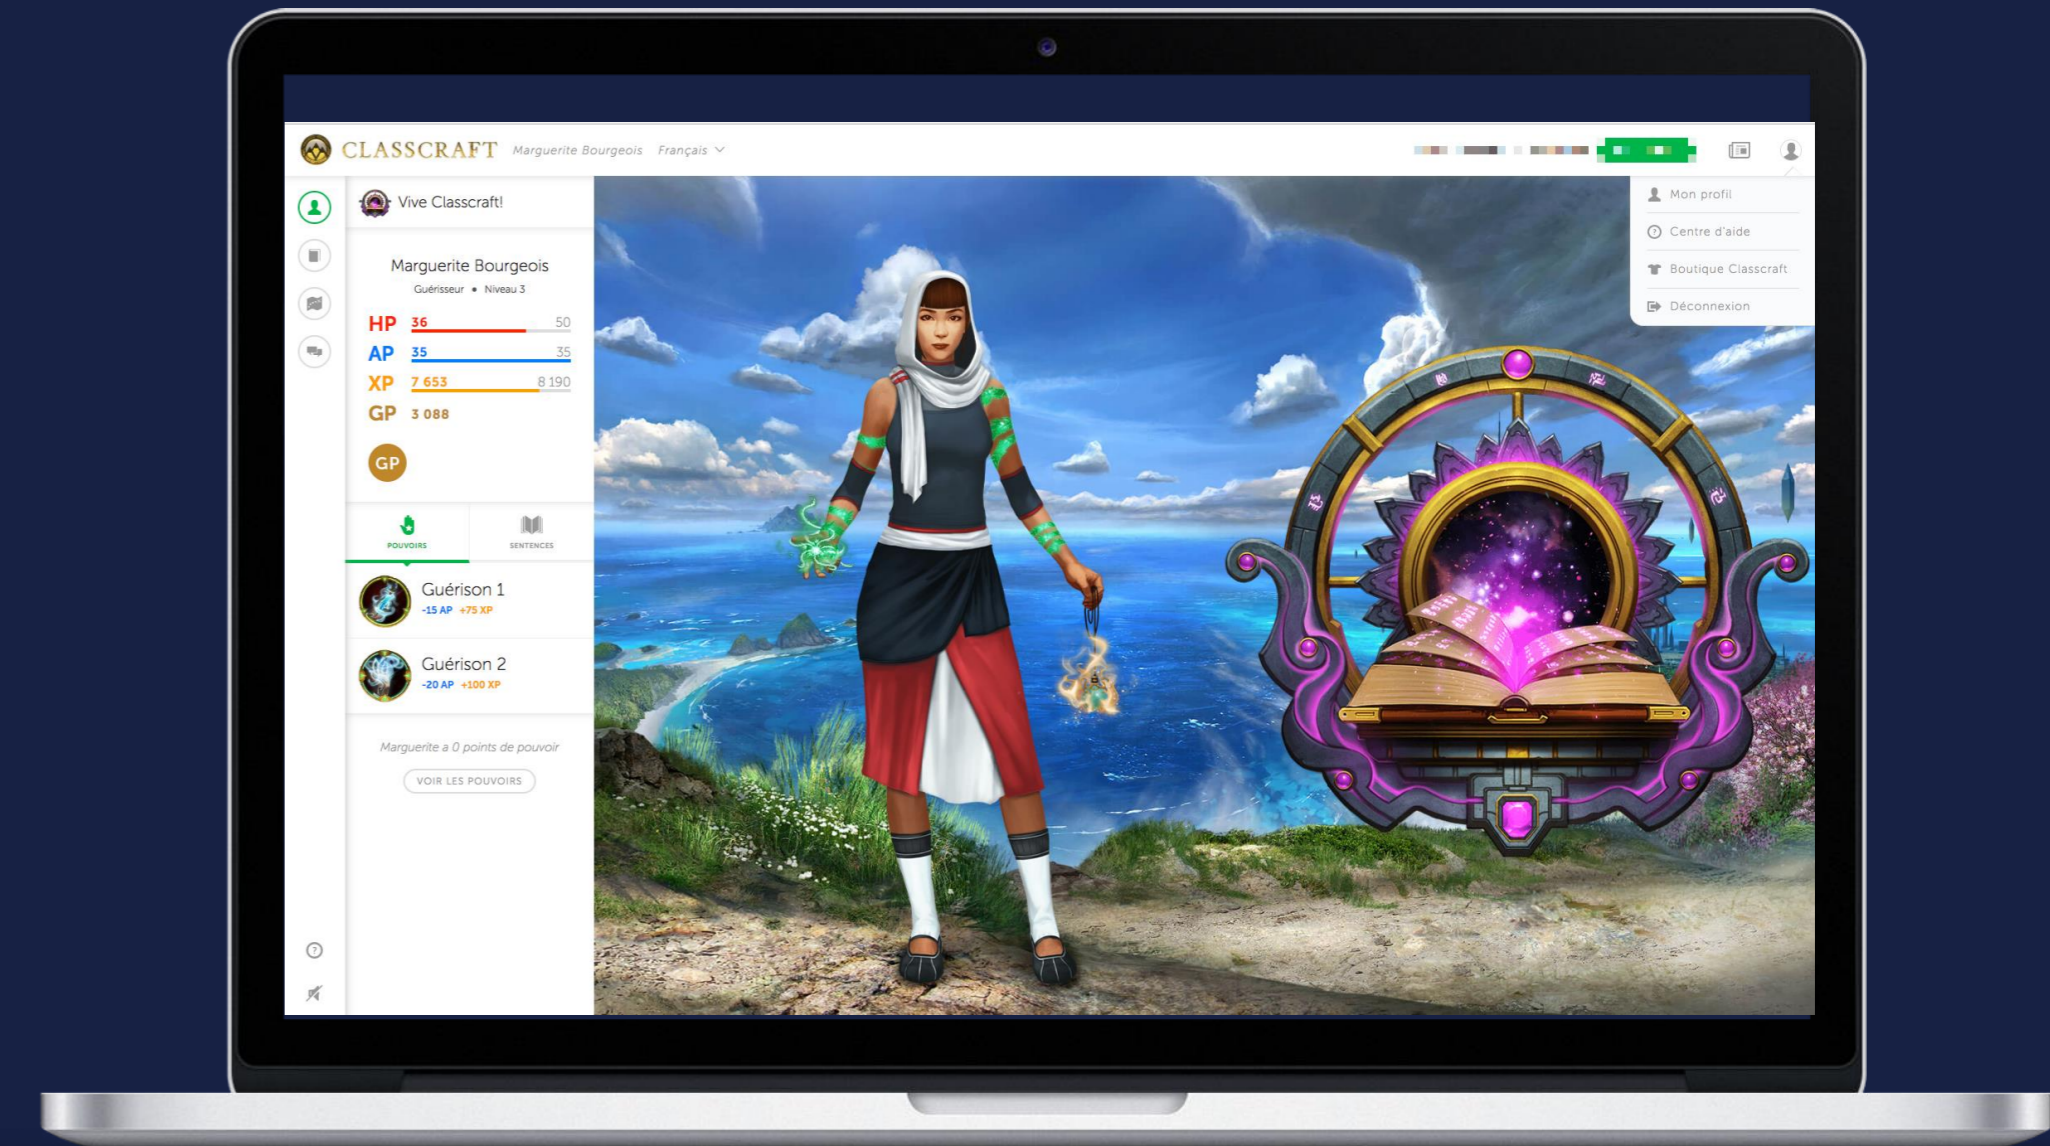 CLASSCRAFT Marguerite Bourgeois Français
Vive Classcraft!
Marguerite Bourgeois
Guérisseur • Niveau 3
HP 36 50
AP 35 35
XP 7 653 8 190
GP 3 088
GP
POUVOIRS SENTENCES
Guérison 1
-15 AP +75 XP
Guérison 2
-20 AP +100 XP
Marguerite a 0 points de pouvoir
VOIR LES POUVOIRS
Mon profil
Centre d'aide
Boutique Classcraft
Déconnexion